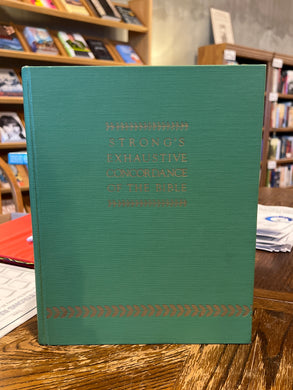 STRONG'S
EXHAUSTIVE
CONCORDANCE
OF THE BIBLE